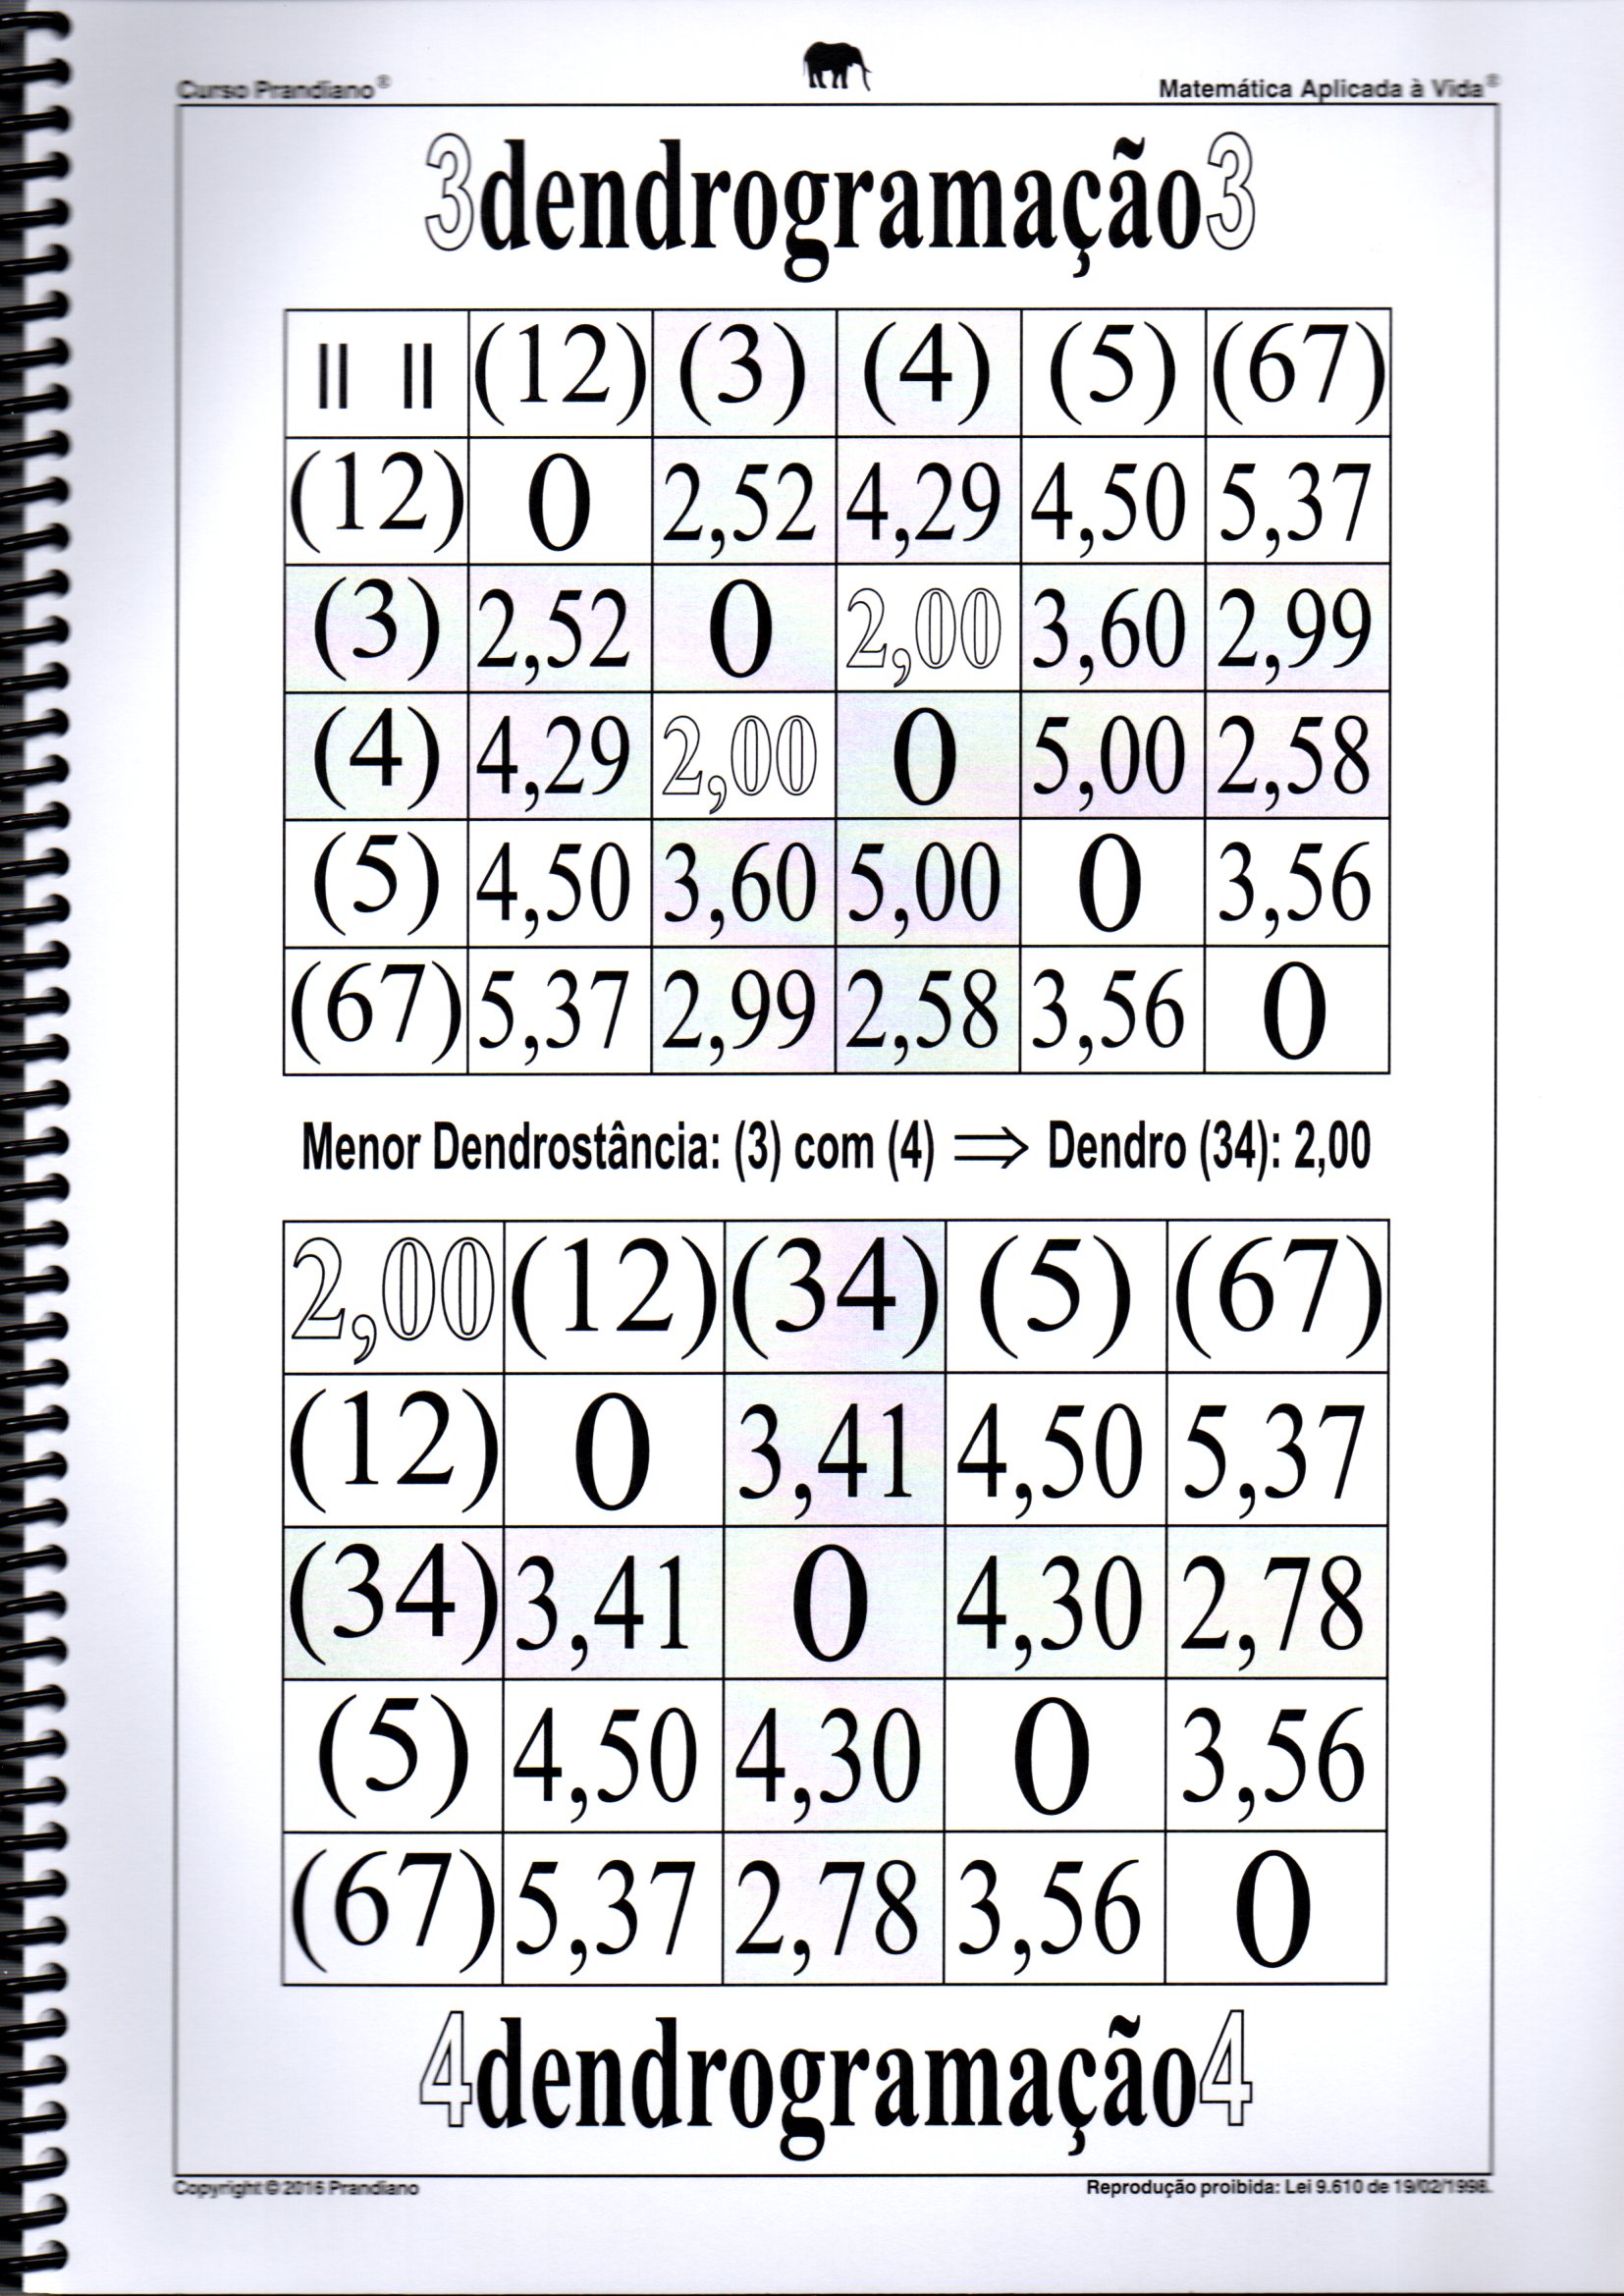 Curso Prandiano® Matemática Aplicada à Vida®
3dendrogramação3
|| || (12) (3) (4) (5) (67)
(12) 0 2,52 4,29 4,50 5,37
(3) 2,52 0 2,00 3,60 2,99
(4) 4,29 2,00 0 5,00 2,58
(5) 4,50 3,60 5,00 0 3,56
(67) 5,37 2,99 2,58 3,56 0
Menor Dendrostância: (3) com (4) ⇒ Dendro (34): 2,00
2,00 (12) (34) (5) (67)
(12) 0 3,41 4,50 5,37
(34) 3,41 0 4,30 2,78
(5) 4,50 4,30 0 3,56
(67) 5,37 2,78 3,56 0
4dendrogramação4
Copyright © 2016 Prandiano Reprodução proibida: Lei 9.610 de 19/02/1998.